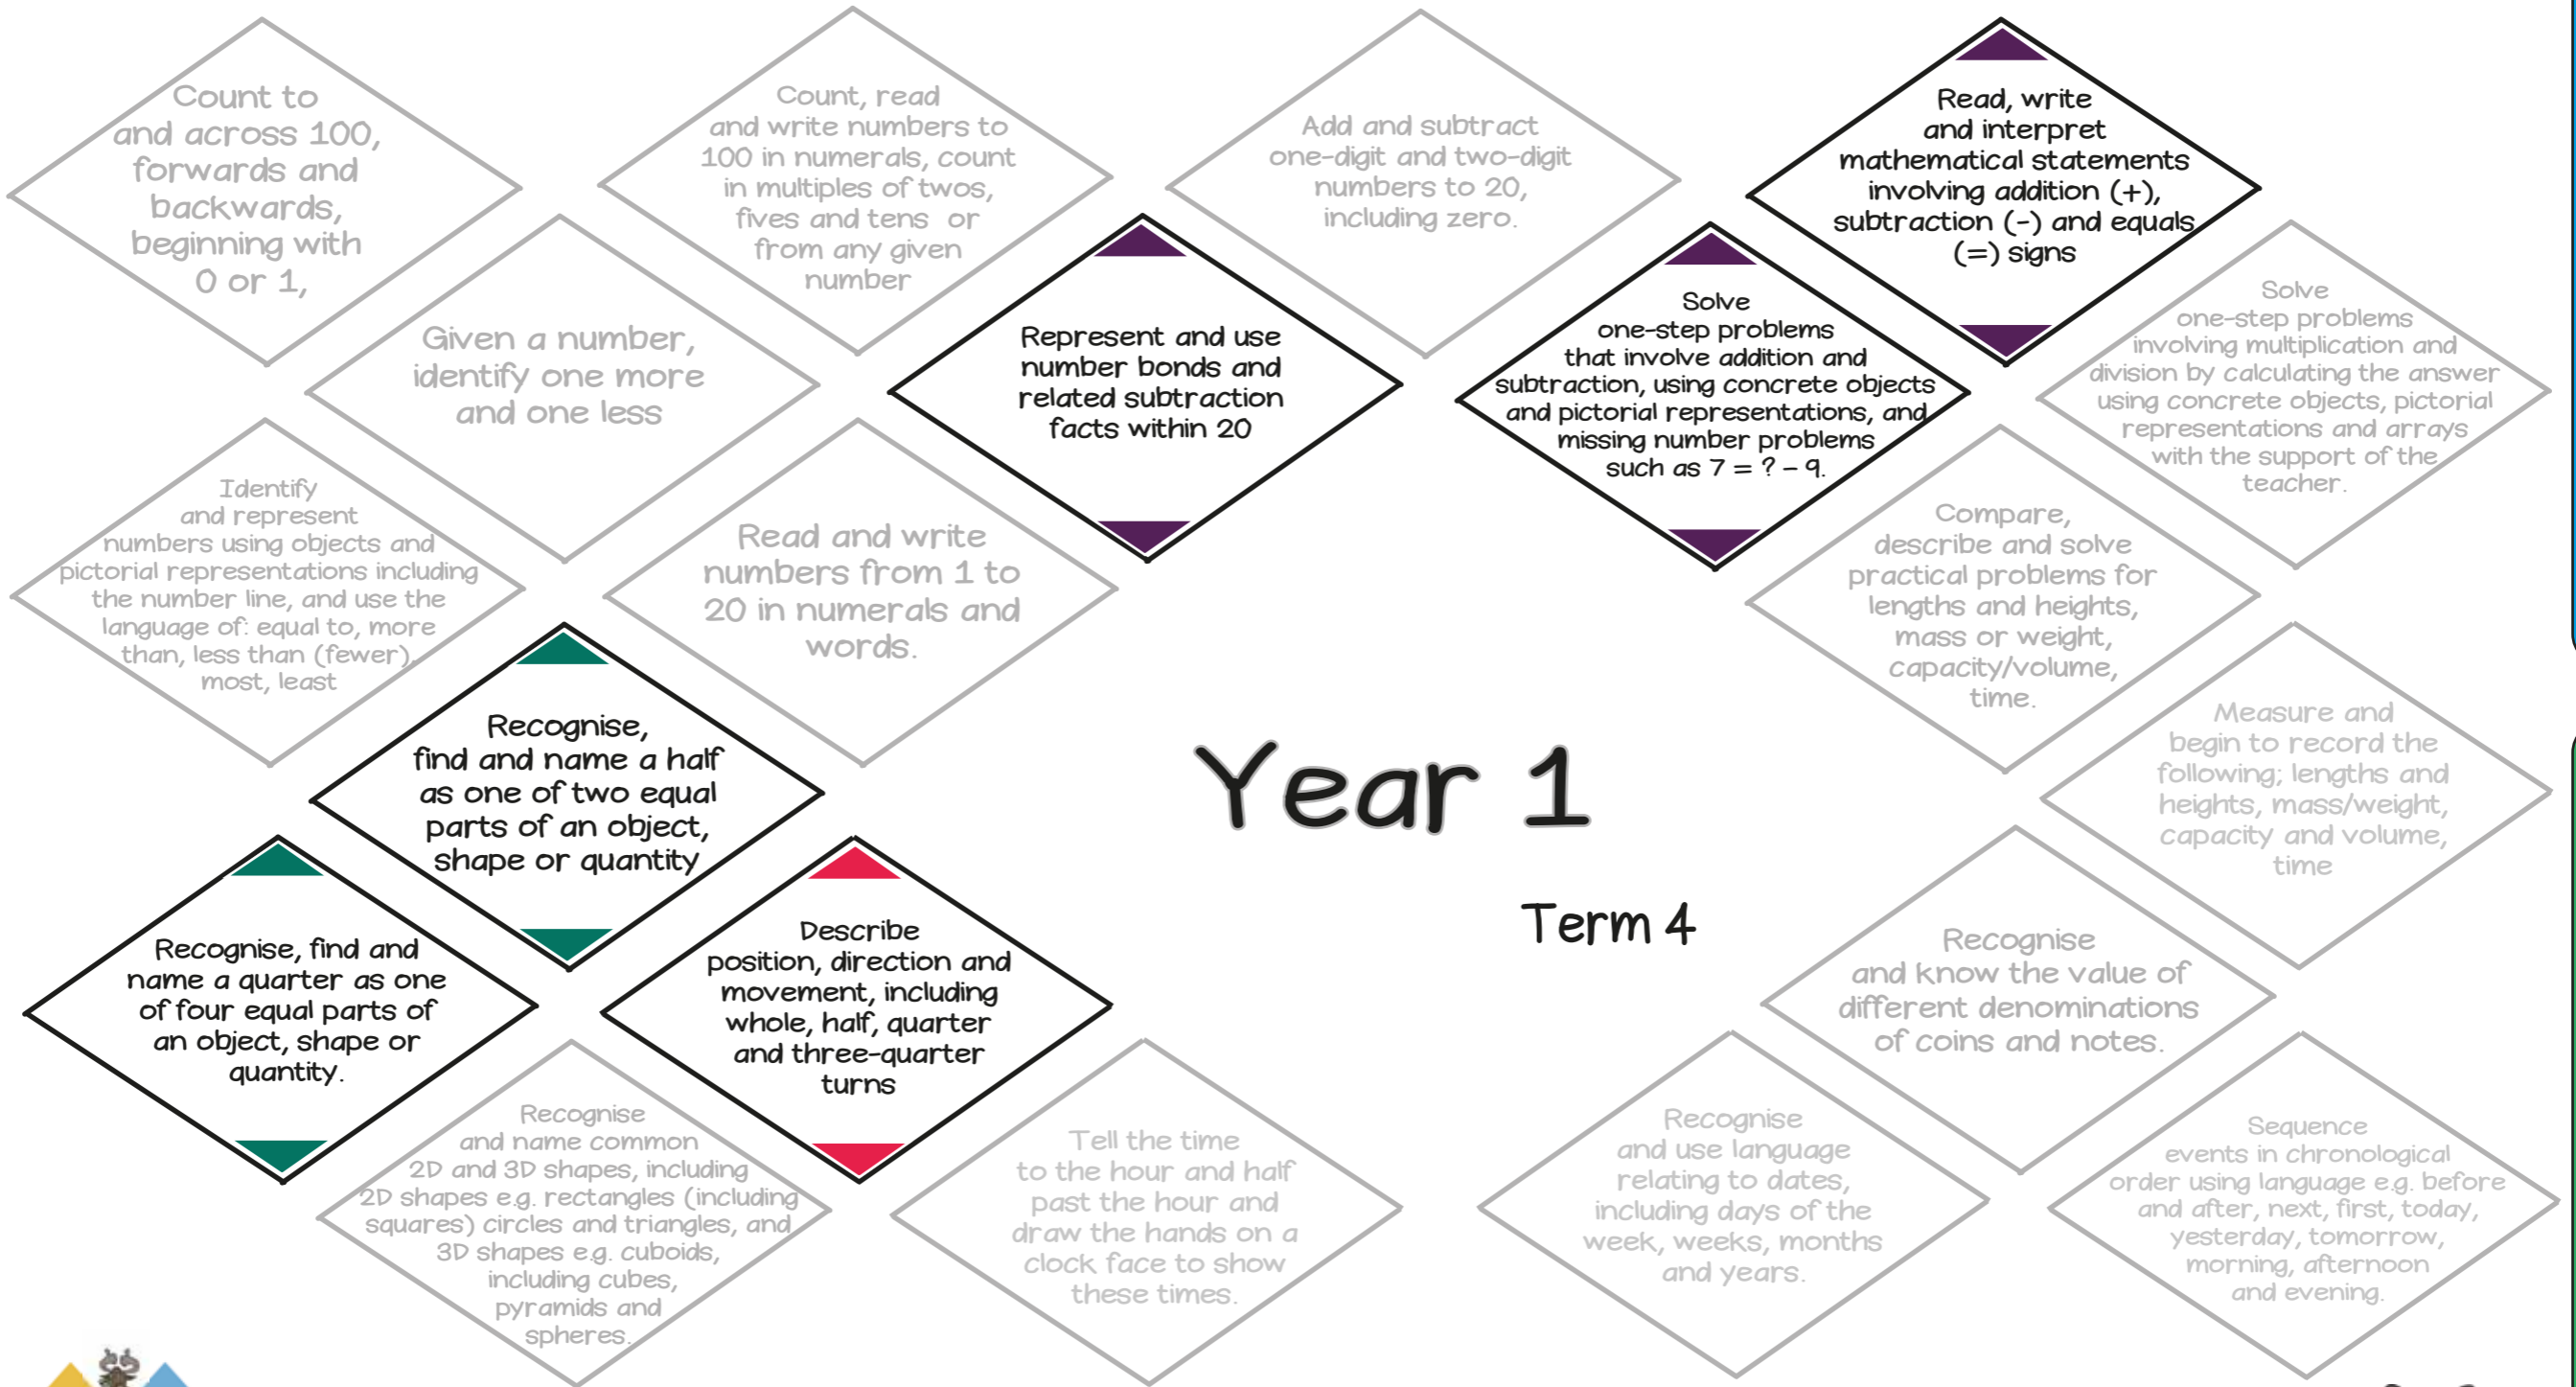 Count to
and across 100,
forwards and
backwards,
beginning with
0 or 1,
Count, read
and write numbers to
100 in numerals, count
in multiples of twos,
fives and tens or
from any given
number
Add and subtract
one-digit and two-digit
numbers to 20,
including zero.
Read, write
and interpret
mathematical statements
involving addition (+),
subtraction (-) and equals
(=) signs
Given a number,
identify one more
and one less
Represent and use
number bonds and
related subtraction
facts within 20
Solve
one-step problems
that involve addition and
subtraction, using concrete objects
and pictorial representations, and
missing number problems
such as 7 = ? – 9.
Solve
one-step problems
involving multiplication and
division by calculating the answer
using concrete objects, pictorial
representations and arrays
with the support of the
teacher.
Identify
and represent
numbers using objects and
pictorial representations including
the number line, and use the
language of: equal to, more
than, less than (fewer),
most, least
Read and write
numbers from 1 to
20 in numerals and
words.
Compare,
describe and solve
practical problems for
lengths and heights,
mass or weight,
capacity/volume,
time.
Recognise,
find and name a half
as one of two equal
parts of an object,
shape or quantity
Year 1
Term 4
Measure and
begin to record the
following; lengths and
heights, mass/weight,
capacity and volume,
time
Recognise, find and
name a quarter as one
of four equal parts of
an object, shape or
quantity.
Describe
position, direction and
movement, including
whole, half, quarter
and three-quarter
turns
Recognise
and know the value of
different denominations
of coins and notes.
Recognise
and name common
2D and 3D shapes, including
2D shapes e.g. rectangles (including
squares) circles and triangles, and
3D shapes e.g. cuboids,
including cubes,
pyramids and
spheres.
Tell the time
to the hour and half
past the hour and
draw the hands on a
clock face to show
these times.
Recognise
and use language
relating to dates,
including days of the
week, weeks, months
and years.
Sequence
events in chronological
order using language e.g. before
and after, next, first, today,
yesterday, tomorrow,
morning, afternoon
and evening.